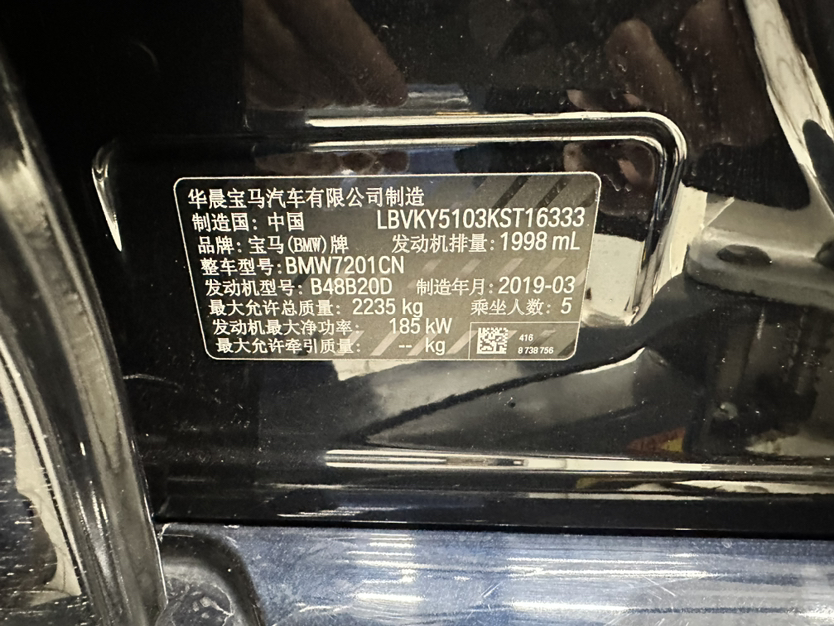 华晨宝马汽车有限公司制造
制造国: 中国 LBVKY5103KST16333
品牌: 宝马(BMW)牌 发动机排量: 1998 mL
整车型号: BMW7201CN
发动机型号: B48B20D 制造年月: 2019-03
最大允许总质量: 2235 kg 乘坐人数: 5
发动机最大净功率: 185 kW
最大允许牵引质量: -- kg
416
8 738 756